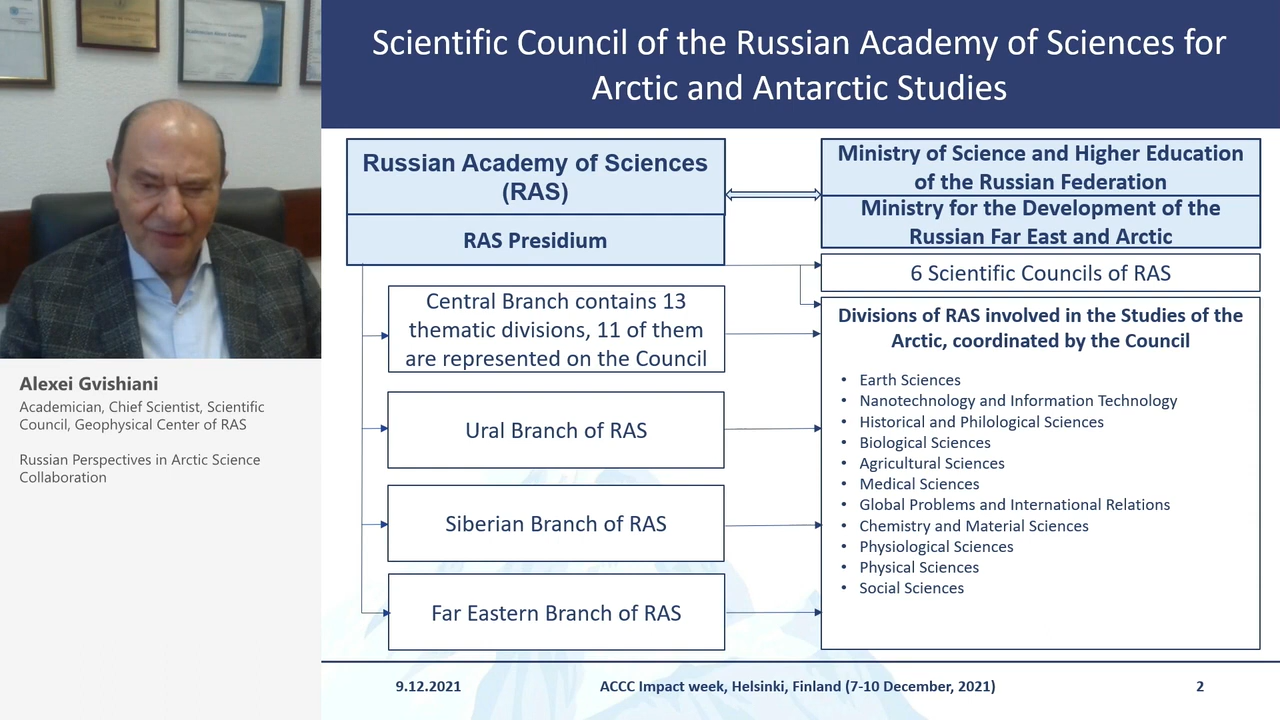 Scientific Council of the Russian Academy of Sciences for
Arctic and Antarctic Studies
Russian Academy of Sciences
(RAS)
RAS Presidium
Central Branch contains 13
thematic divisions, 11 of them
are represented on the Council
Ural Branch of RAS
Siberian Branch of RAS
Far Eastern Branch of RAS
Ministry of Science and Higher Education
of the Russian Federation
Ministry for the Development of the
Russian Far East and Arctic
6 Scientific Councils of RAS
Divisions of RAS involved in the Studies of the
Arctic, coordinated by the Council
• Earth Sciences
• Nanotechnology and Information Technology
• Historical and Philological Sciences
• Biological Sciences
• Agricultural Sciences
• Medical Sciences
• Global Problems and International Relations
• Chemistry and Material Sciences
• Physiological Sciences
• Physical Sciences
• Social Sciences
Alexei Gvishiani
Academician, Chief Scientist, Scientific
Council, Geophysical Center of RAS
Russian Perspectives in Arctic Science
Collaboration
9.12.2021
ACCC Impact week, Helsinki, Finland (7-10 December, 2021)
2